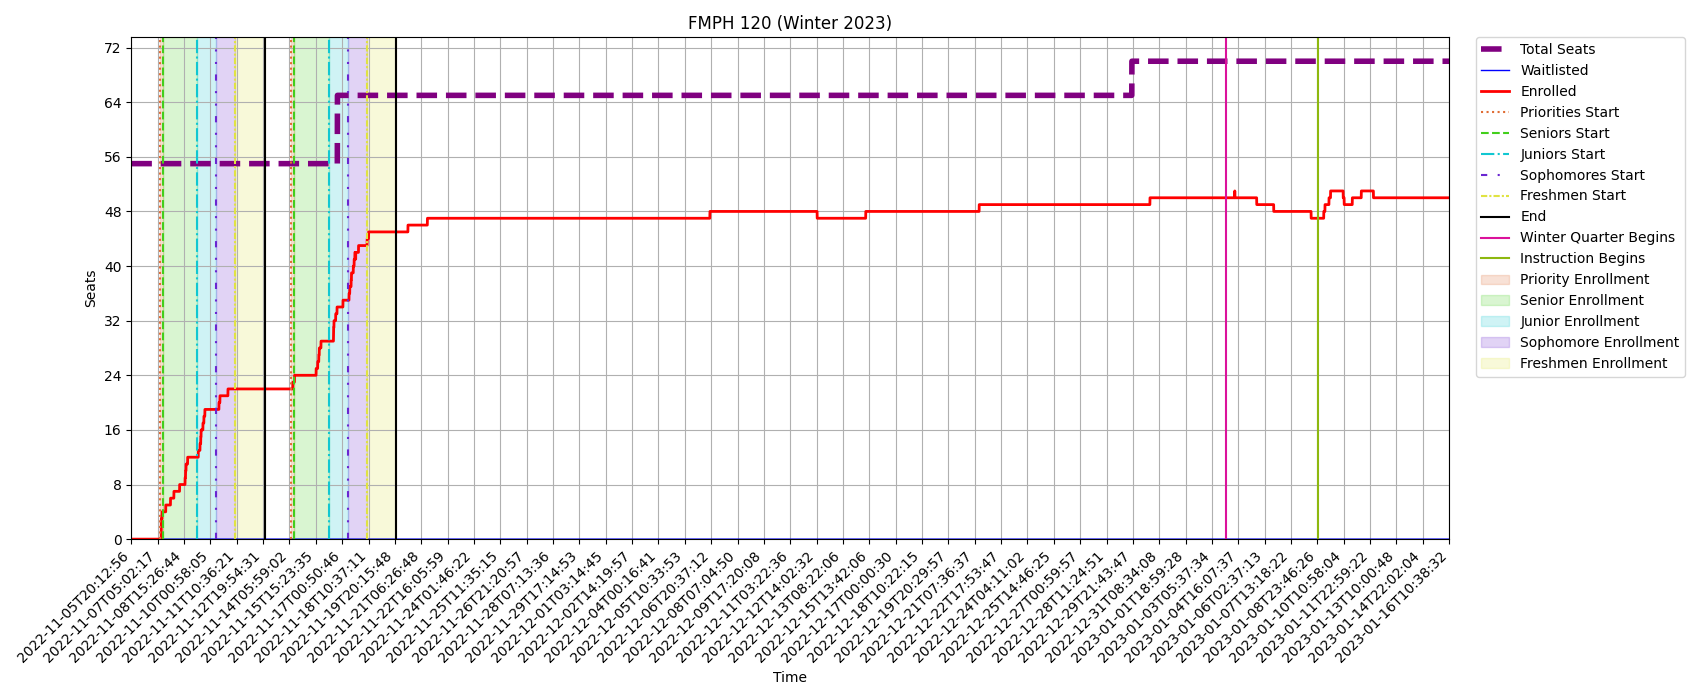 FMPH 120 (Winter 2023)
72
64
56
48
40
32
24
16
8
0
Seats
2022-11-05T20:12:56
2022-11-07T05:02:17
2022-11-08T15:26:44
2022-11-10T00:58:05
2022-11-11T10:36:21
2022-11-12T19:54:31
2022-11-14T05:59:02
2022-11-15T15:23:35
2022-11-17T00:50:46
2022-11-18T10:37:11
2022-11-19T20:15:48
2022-11-21T06:26:48
2022-11-22T16:05:59
2022-11-24T01:46:22
2022-11-25T11:35:15
2022-11-26T21:20:57
2022-11-28T07:13:36
2022-11-29T17:14:53
2022-12-01T03:14:45
2022-12-02T14:19:57
2022-12-04T00:16:41
2022-12-05T10:33:53
2022-12-06T20:37:12
2022-12-08T07:04:50
2022-12-09T17:20:08
2022-12-11T03:22:36
2022-12-12T14:02:32
2022-12-13T08:22:06
2022-12-15T13:42:06
2022-12-17T00:00:30
2022-12-18T10:22:15
2022-12-19T20:29:57
2022-12-21T07:36:37
2022-12-22T17:53:47
2022-12-24T04:11:02
2022-12-25T14:46:25
2022-12-27T00:59:57
2022-12-28T11:24:51
2022-12-29T21:43:47
2022-12-31T08:34:08
2023-01-01T18:59:28
2023-01-03T05:37:34
2023-01-04T16:07:37
2023-01-06T02:37:13
2023-01-07T13:18:22
2023-01-08T23:46:26
2023-01-10T10:58:04
2023-01-11T22:59:22
2023-01-13T10:00:48
2023-01-14T22:02:04
2023-01-16T10:38:32
Time
Total Seats
Waitlisted
Enrolled
Priorities Start
Seniors Start
Juniors Start
Sophomores Start
Freshmen Start
End
Winter Quarter Begins
Instruction Begins
Priority Enrollment
Senior Enrollment
Junior Enrollment
Sophomore Enrollment
Freshmen Enrollment